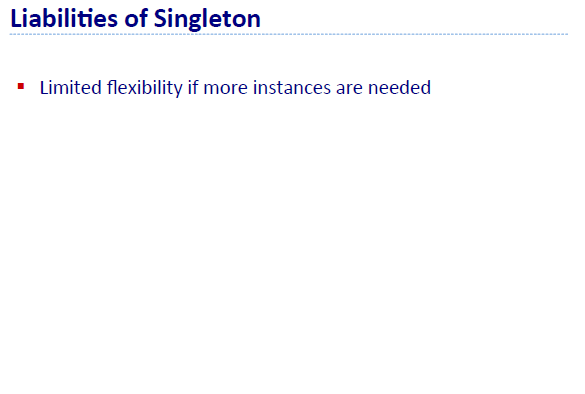 Liabilities of Singleton
Limited flexibility if more instances are needed